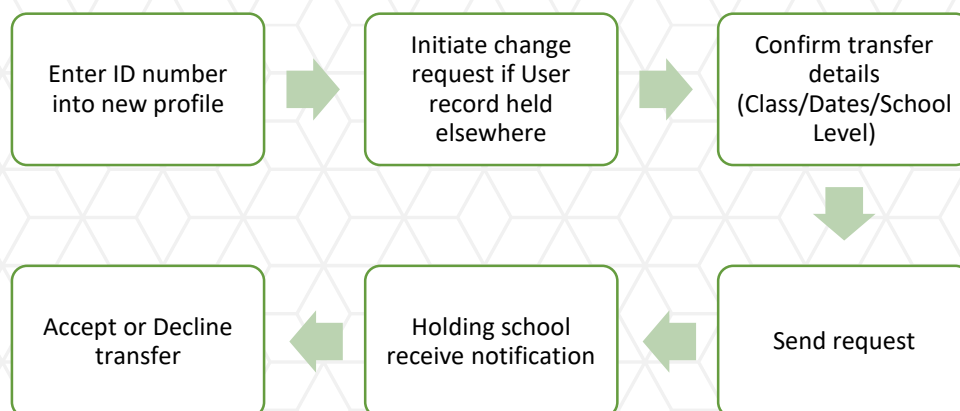 Enter ID number
into new profile
Initiate change
request if User
record held
elsewhere
Confirm transfer
details
(Class/Dates/School
Level)
Send request
Holding school
receive notification
Accept or Decline
transfer